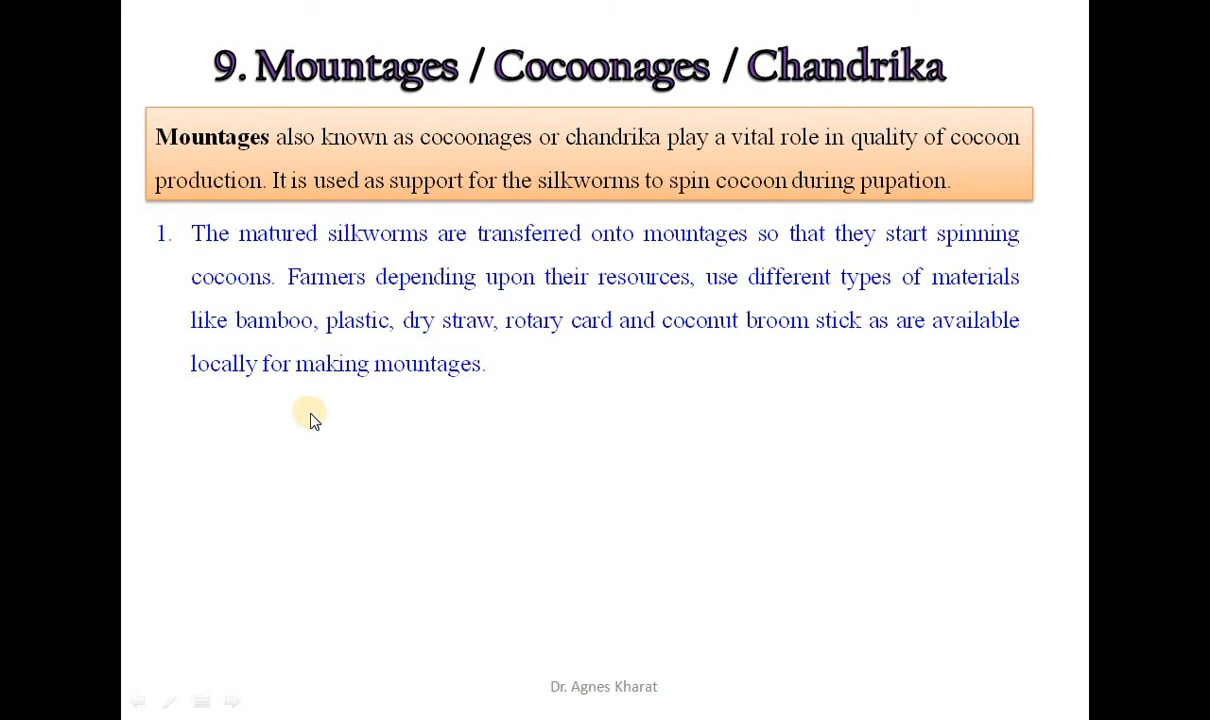 9. Mountages / Cocoonages / Chandrika
Mountages also known as cocoonages or chandrika play a vital role in quality of cocoon
production. It is used as support for the silkworms to spin cocoon during pupation.
1. The matured silkworms are transferred onto mountages so that they start spinning
cocoons. Farmers depending upon their resources, use different types of materials
like bamboo, plastic, dry straw, rotary card and coconut broom stick as are available
locally for making mountages.
Dr. Agnes Kharat